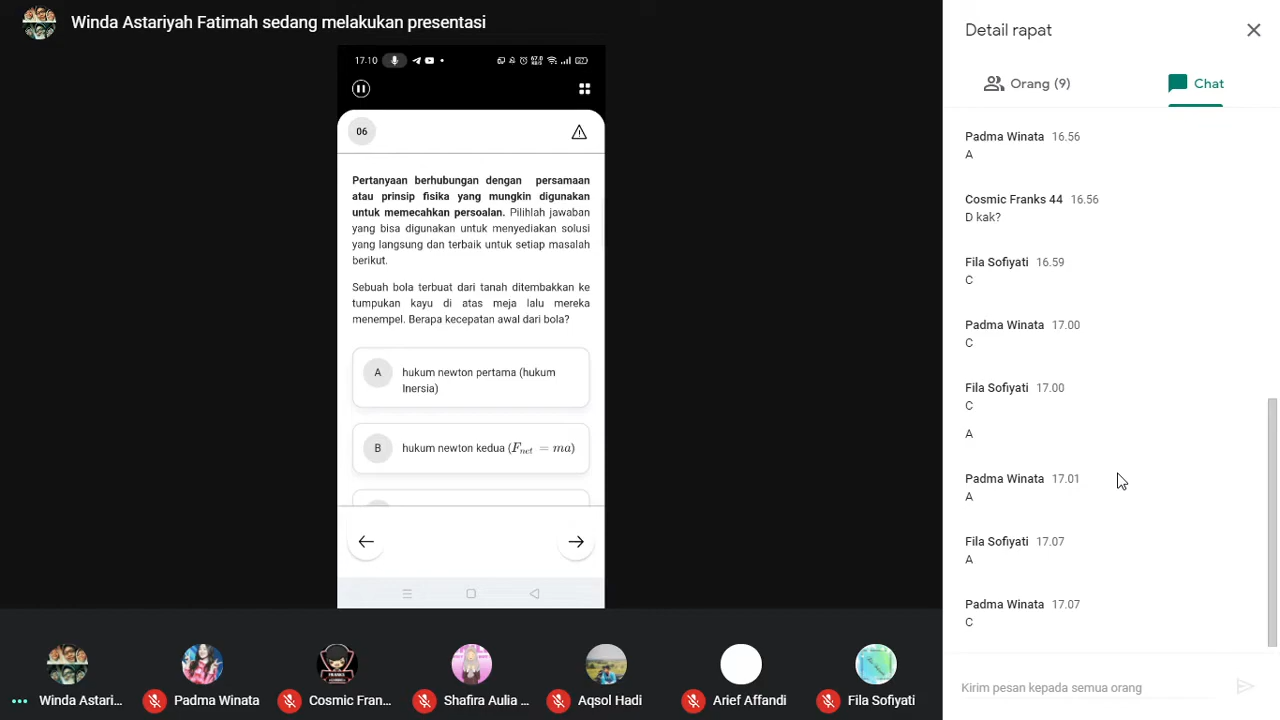 Winda Astariyah Fatimah sedang melakukan presentasi
17.10
06
Pertanyaan berhubungan dengan persamaan
atau prinsip fisika yang mungkin digunakan
untuk memecahkan persoalan. Pilihlah jawaban
yang bisa digunakan untuk menyediakan solusi
yang langsung dan terbaik untuk setiap masalah
berikut.
Sebuah bola terbuat dari tanah ditembakkan ke
tumpukan kayu di atas meja lalu mereka
menempel. Berapa kecepatan awal dari bola?
A
hukum newton pertama (hukum
Inersia)
B
hukum newton kedua (F_net = ma)
Winda Astari...
Padma Winata
Cosmic Fran...
Shafira Aulia ...
Aqsol Hadi
Arief Affandi
Fila Sofiyati
Detail rapat
Orang (9)
Chat
Padma Winata 16.56
A
Cosmic Franks 44 16.56
D kak?
Fila Sofiyati 16.59
C
Padma Winata 17.00
C
Fila Sofiyati 17.00
C
A
Padma Winata 17.01
A
Fila Sofiyati 17.07
A
Padma Winata 17.07
C
Kirim pesan kepada semua orang